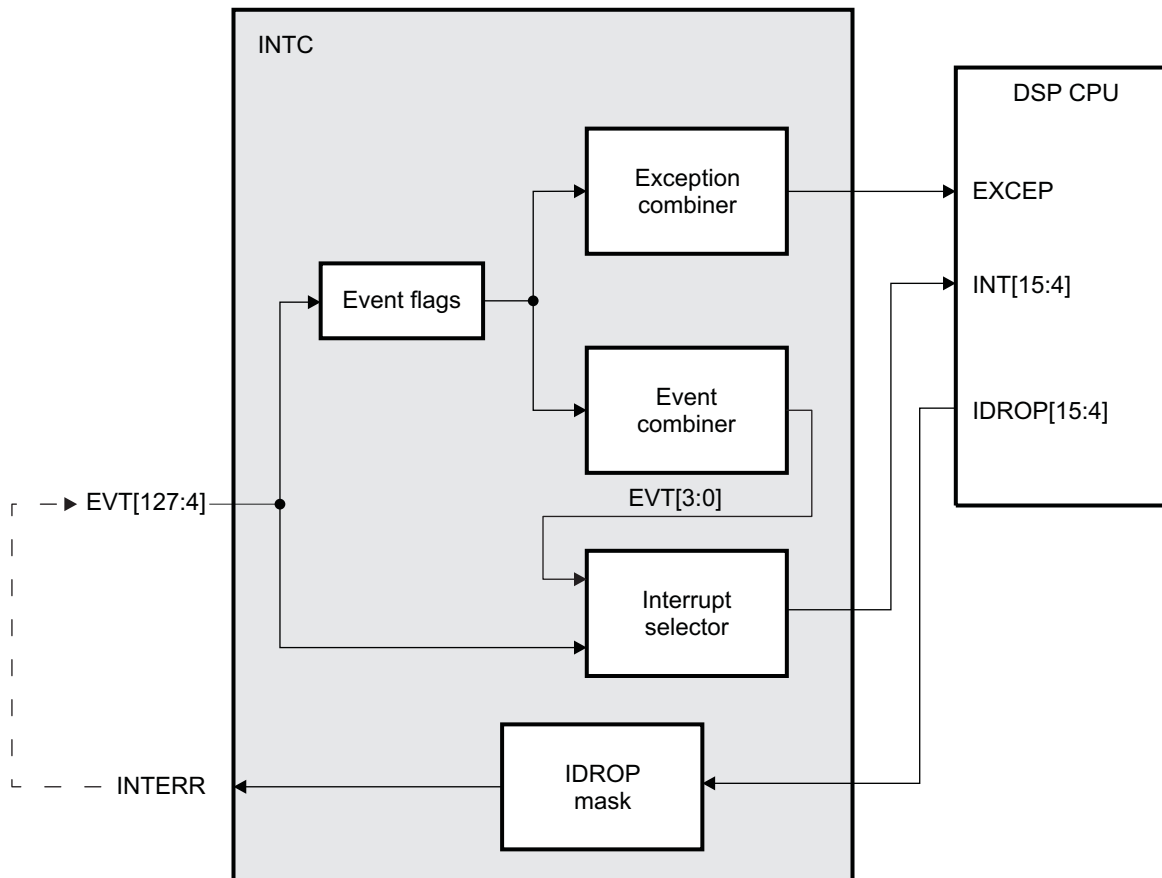 INTC
DSP CPU
Exception
combiner
EXCEP
Event flags
INT[15:4]
Event
combiner
IDROP[15:4]
EVT[3:0]
EVT[127:4]
Interrupt
selector
IDROP
mask
INTERR